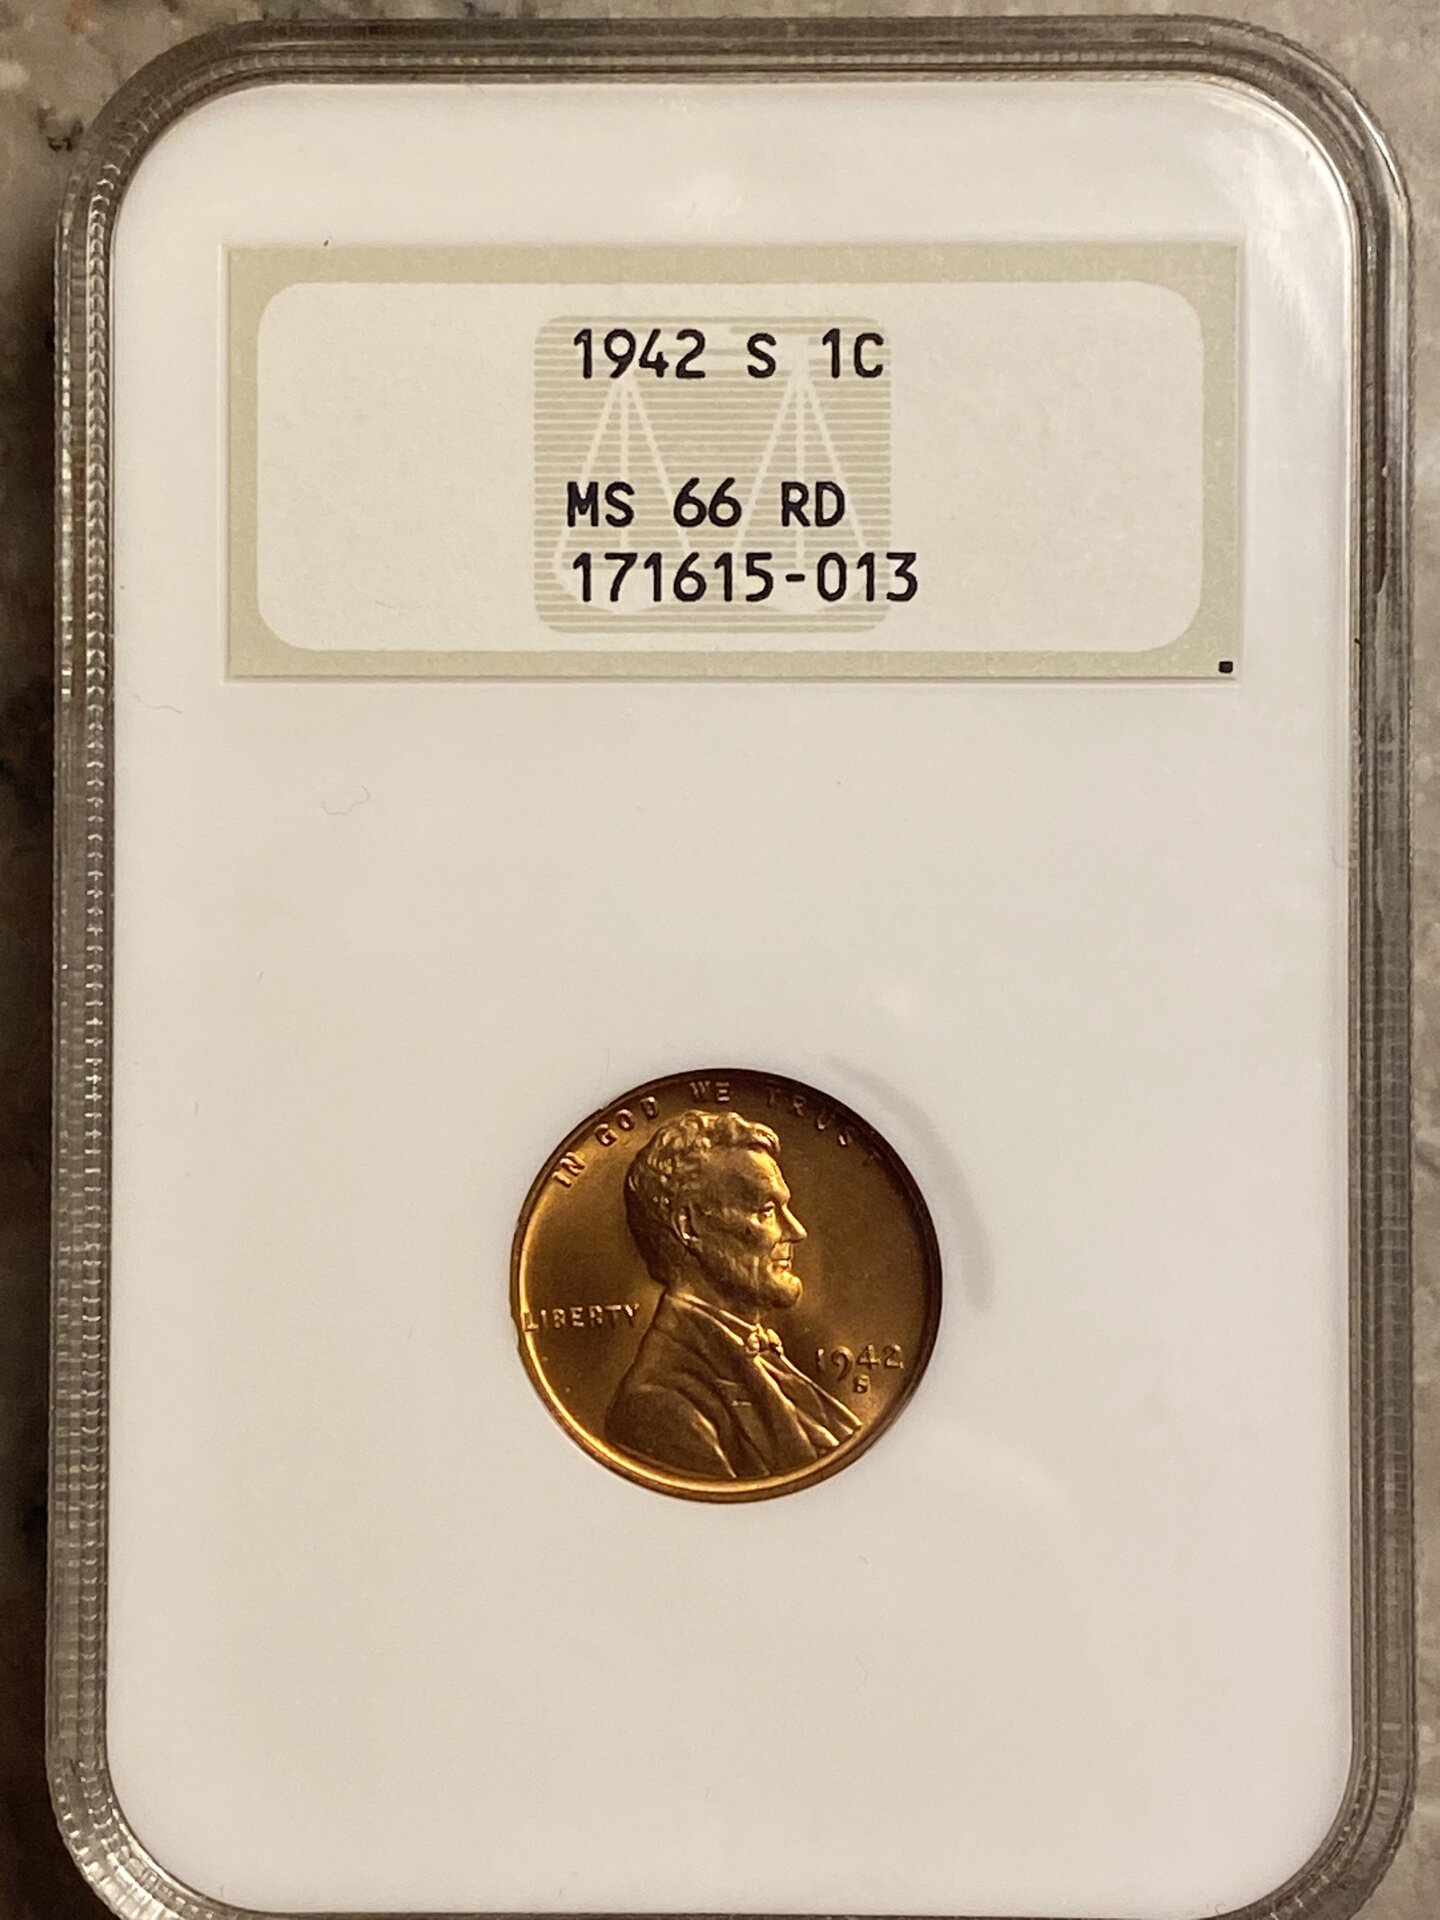 1942 S 1C
MS 66 RD
171615-013
IN GOD WE TRUST
LIBERTY
1942
S